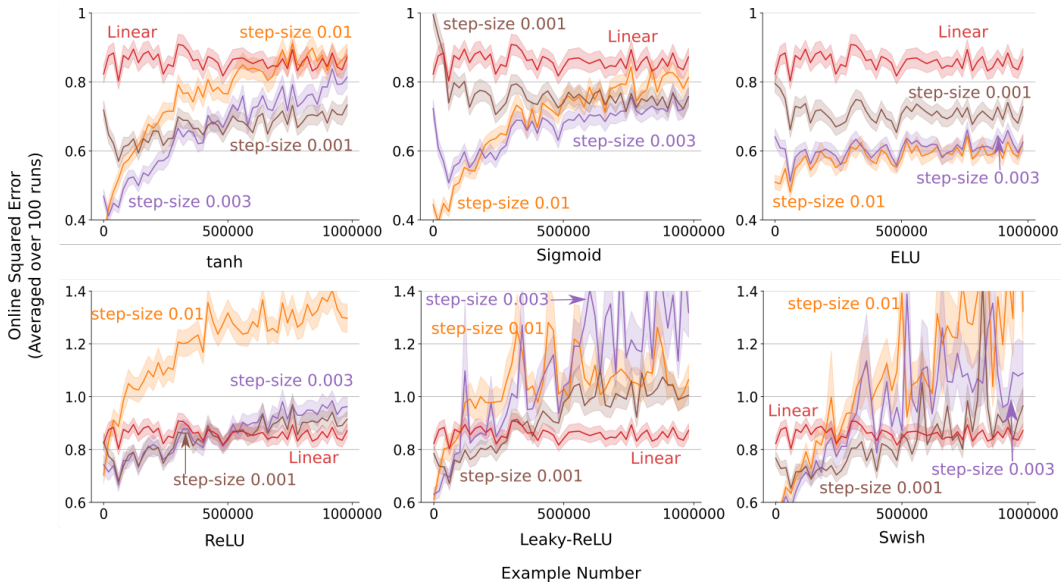 Online Squared Error
(Averaged over 100 runs)
1
0.8
0.6
0.4
Linear
step-size 0.01
step-size 0.001
step-size 0.003
0
500000
1000000
tanh
1
0.8
0.6
0.4
step-size 0.001
Linear
step-size 0.003
step-size 0.01
0
500000
1000000
Sigmoid
1
0.8
0.6
0.4
Linear
step-size 0.001
step-size 0.01
step-size 0.003
0
500000
1000000
ELU
1.4
1.2
1.0
0.8
0.6
step-size 0.01
step-size 0.003
Linear
step-size 0.001
0
500000
1000000
ReLU
1.4
1.2
1.0
0.8
0.6
step-size 0.003
step-size 0.01
Linear
step-size 0.001
0
500000
1000000
Leaky-ReLU
1.4
1.2
1.0
0.8
0.6
step-size 0.01
Linear
step-size 0.003
step-size 0.001
0
500000
1000000
Swish
Example Number